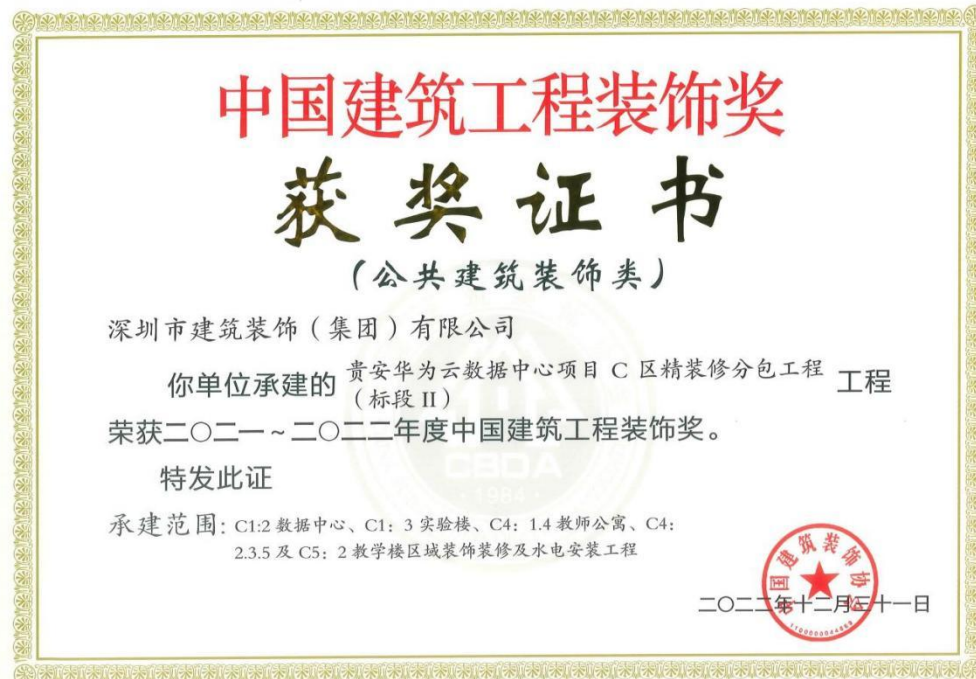 中国建筑工程装饰奖
获奖证书
(公共建筑装饰类)
深圳市建筑装饰(集团)有限公司
你单位承建的 贵安华为云数据中心项目 C 区精装修分包工程(标段 II) 工程
荣获二〇二一~二〇二二年度中国建筑工程装饰奖。
特发此证
承建范围: C1:2 数据中心、C1: 3 实验楼、C4: 1.4 教师公寓、C4:
2.3.5 及 C5: 2 教学楼区域装饰装修及水电安装工程
二〇二二年十二月三十一日
中国建筑装饰协会
CBDA
·1984·